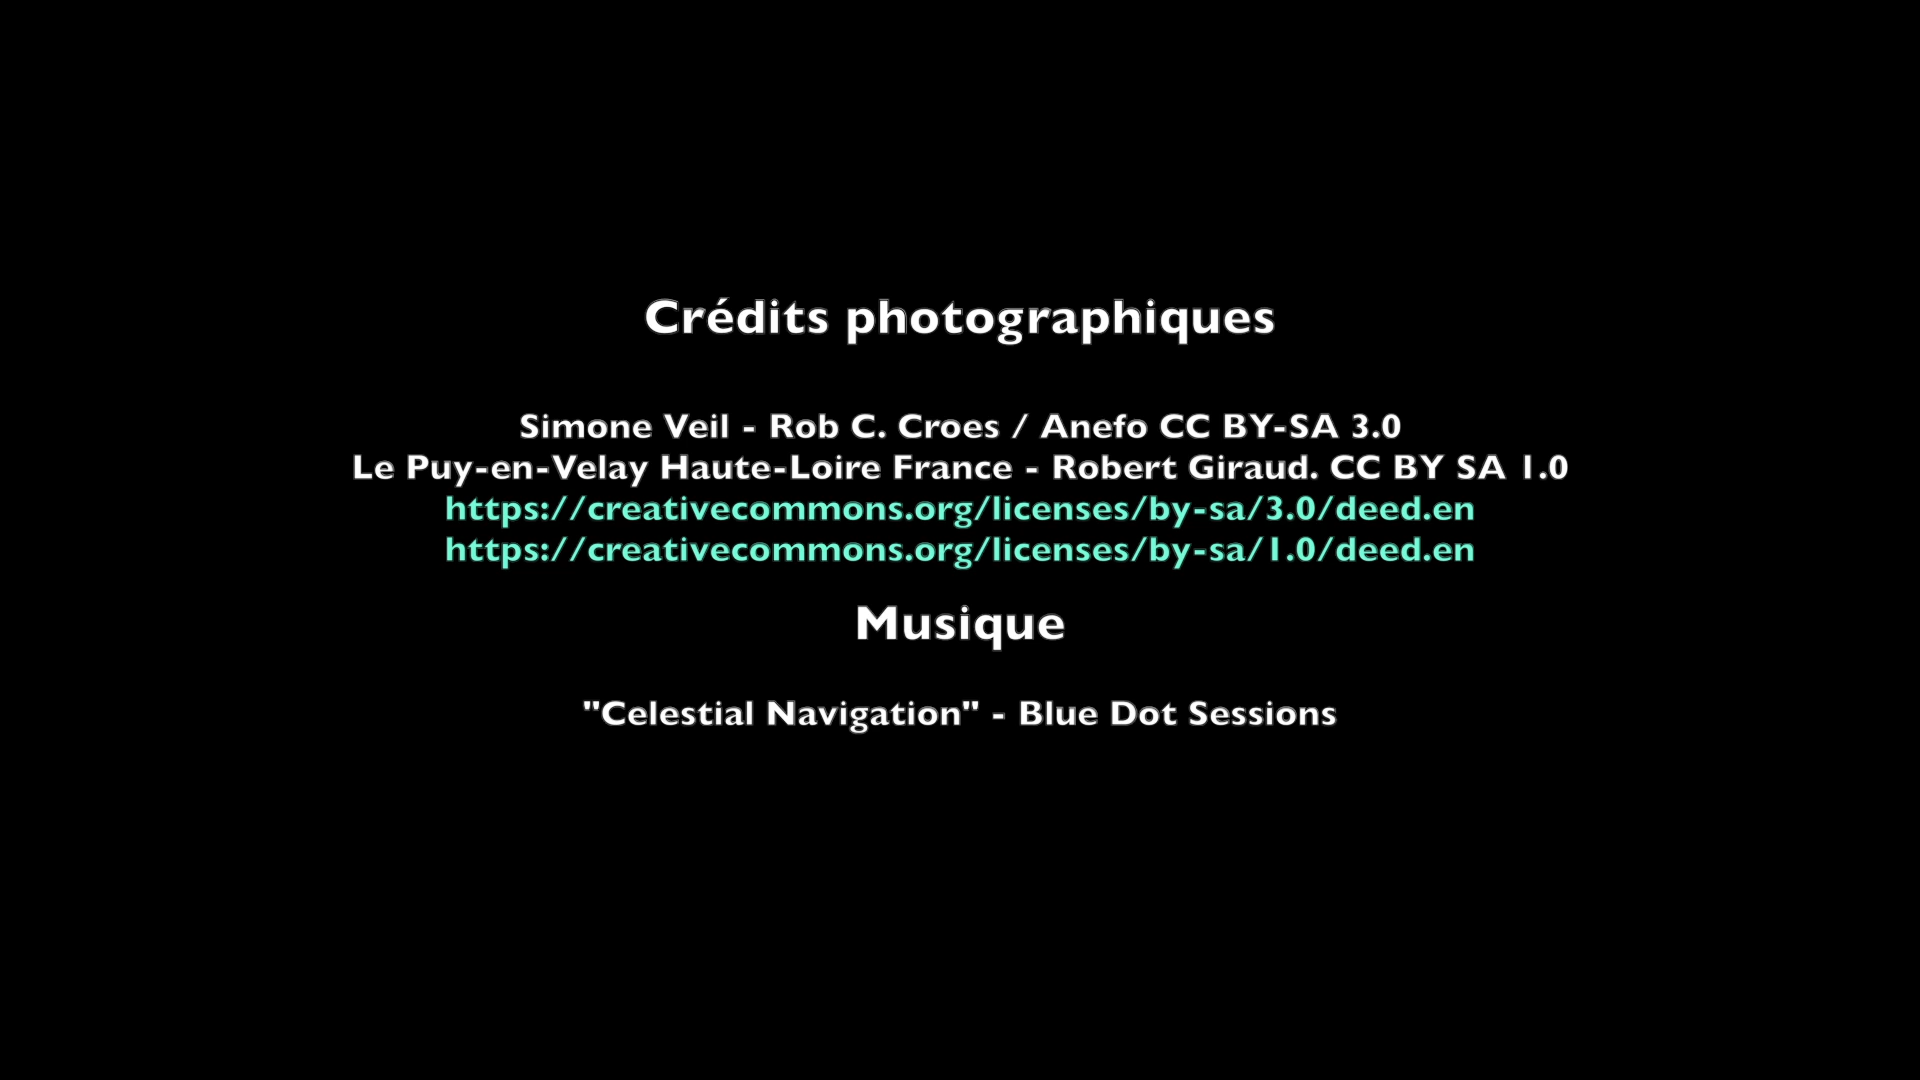 Crédits photographiques
Simone Veil - Rob C. Croes / Anefo CC BY-SA 3.0
Le Puy-en-Velay Haute-Loire France - Robert Giraud. CC BY SA 1.0
https://creativecommons.org/licenses/by-sa/3.0/deed.en
https://creativecommons.org/licenses/by-sa/1.0/deed.en
Musique
"Celestial Navigation" - Blue Dot Sessions